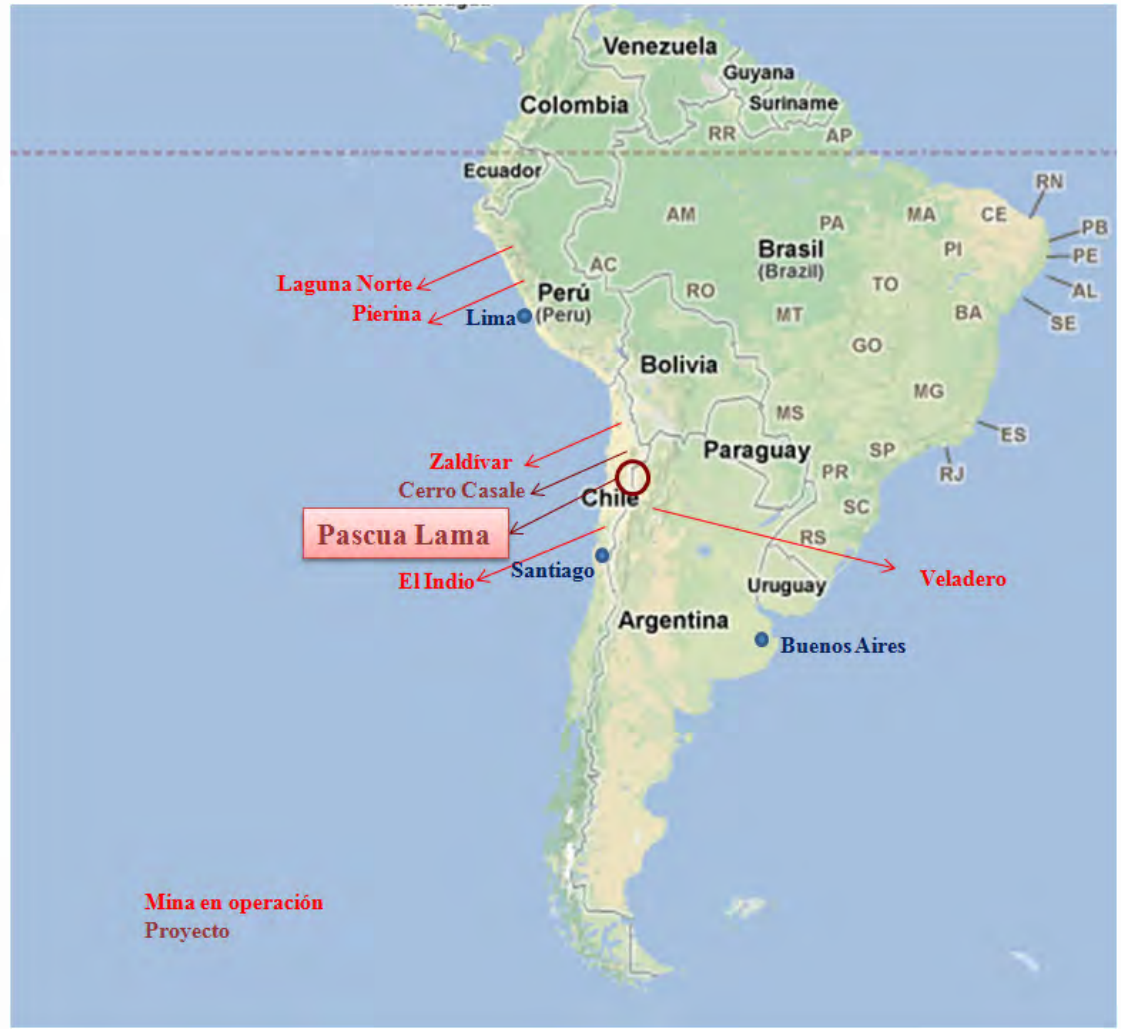 Venezuela
Guyana
Colombia
Suriname
RR
AP
Ecuador
RN
AM
PA
MA
CE
PB
Brasil
(Brazil)
PI
PE
AC
Laguna Norte
TO
RO
AL
Perú
(Peru)
Pierina
Lima
MT
BA
SE
GO
Bolivia
MG
MS
ES
Paraguay
SP
Zaldívar
PR
RJ
Cerro Casale
Chile
SC
Pascua Lama
RS
El Indio
Santiago
Veladero
Uruguay
Argentina
Buenos Aires
Mina en operación
Proyecto